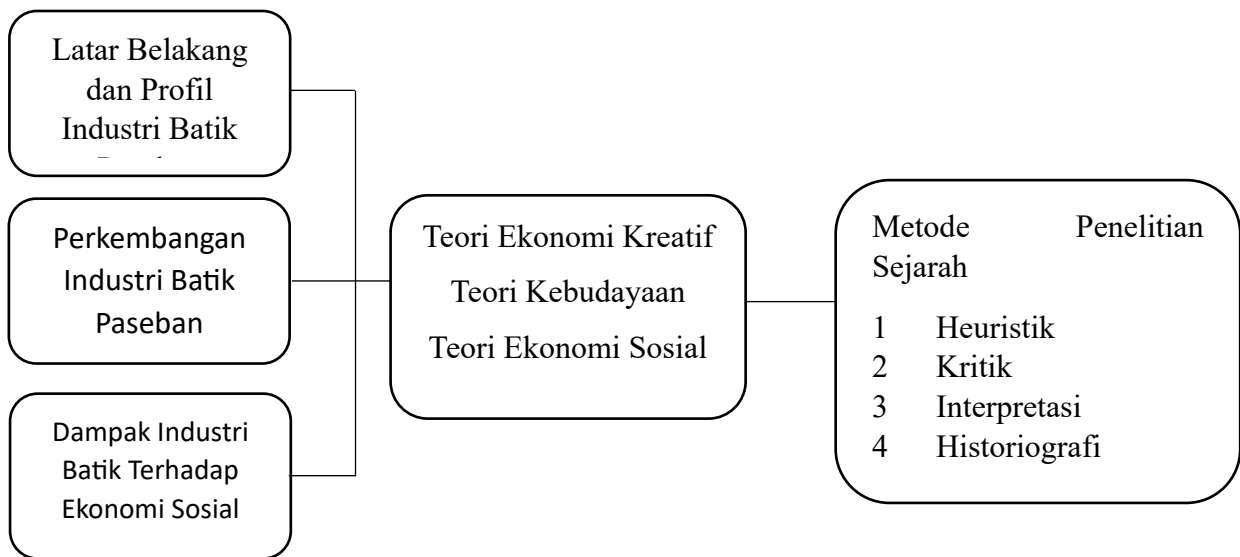 Latar Belakang
dan Profil
Industri Batik
Perkembangan
Industri Batik
Paseban
Dampak Industri
Batik Terhadap
Ekonomi Sosial
Teori Ekonomi Kreatif
Teori Kebudayaan
Teori Ekonomi Sosial
Metode Penelitian
Sejarah
1 Heuristik
2 Kritik
3 Interpretasi
4 Historiografi